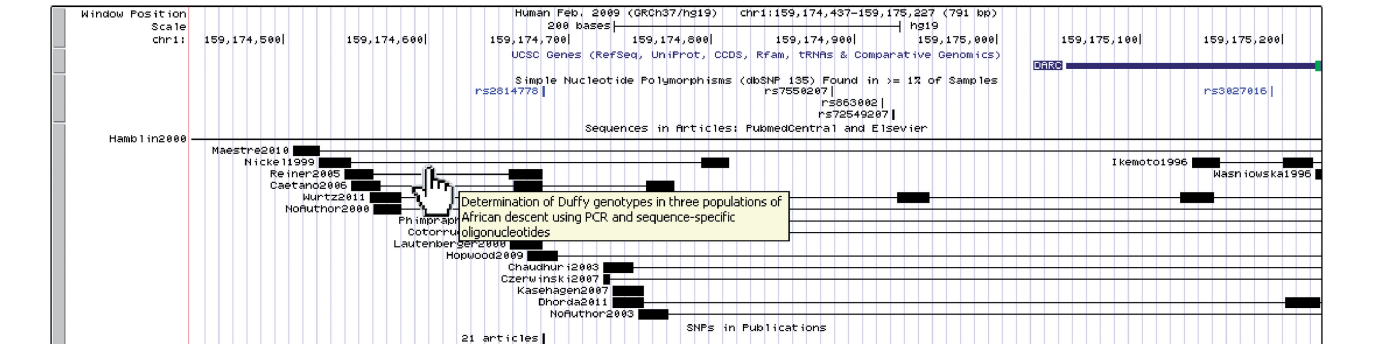 Window Position Human Feb. 2009 (GRCh37/hg19) chr1:159,174,437-159,175,227 (791 bp)
Scale 200 bases hg19
chr1: 159,174,500| 159,174,600| 159,174,700| 159,174,800| 159,174,900| 159,175,000| 159,175,100| 159,175,200|
UCSC Genes (RefSeq, UniProt, CCDS, Rfam, tRNAs & Comparative Genomics)
DARC
Simple Nucleotide Polymorphisms (dbSNP 135) Found in >= 1% of Samples
rs2814778 rs7550207 rs3027016
rs863002
rs72549207
Sequences in Articles: PubmedCentral and Elsevier
Hamblin2000
Maestre2010
Nickel1999 Ikemoto1996
Reiner2005 Wasniowska1996
Caetano2006
Wurtz2011
NoAuthor2000
Determination of Duffy genotypes in three populations of
African descent using PCR and sequence-specific
oligonucleotides
Phimpraph
Cotorru
Lautenberger2000
Hopwood2009
Chaudhuri2003
Czerwinski2007
Kasehagen2007
Dhorda2011
NoAuthor2003
SNPs in Publications
21 articles